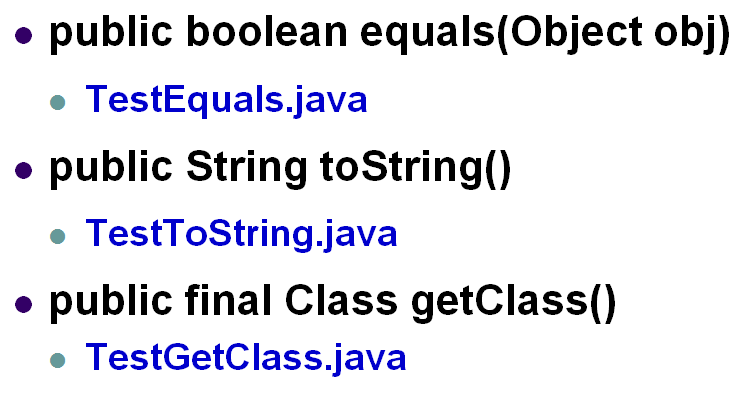 public boolean equals(Object obj)
TestEquals.java
public String toString()
TestToString.java
public final Class getClass()
TestGetClass.java